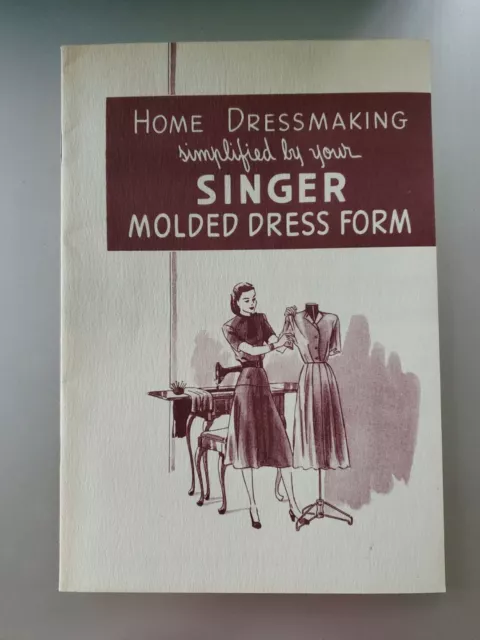 HOME DRESSMAKING
simplified by your
SINGER
MOLDED DRESS FORM